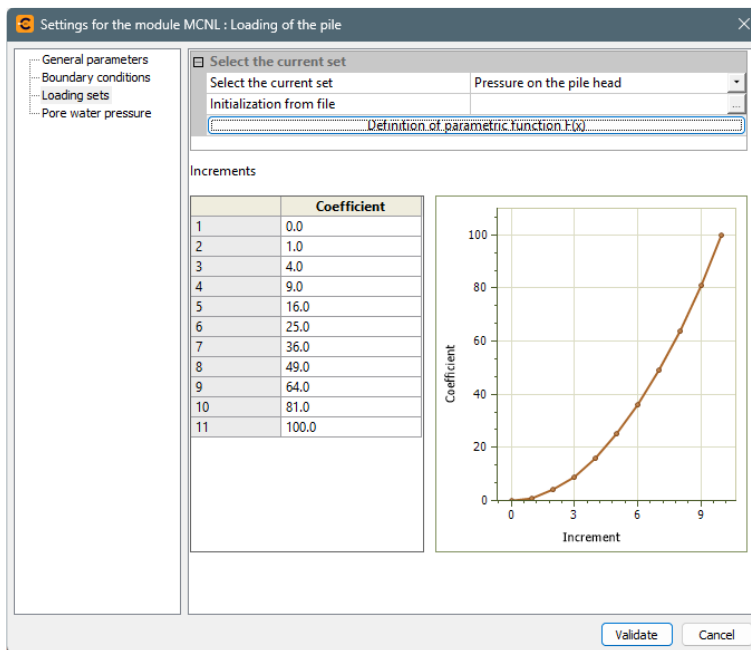 Settings for the module MCNL : Loading of the pile
General parameters
Boundary conditions
Loading sets
Pore water pressure
Select the current set
Select the current set Pressure on the pile head
Initialization from file ...
Definition of parametric function F(x)
Increments
Coefficient
1 0.0
2 1.0
3 4.0
4 9.0
5 16.0
6 25.0
7 36.0
8 49.0
9 64.0
10 81.0
11 100.0
Coefficient
100
80
60
40
20
0
0 3 6 9
Increment
Validate Cancel